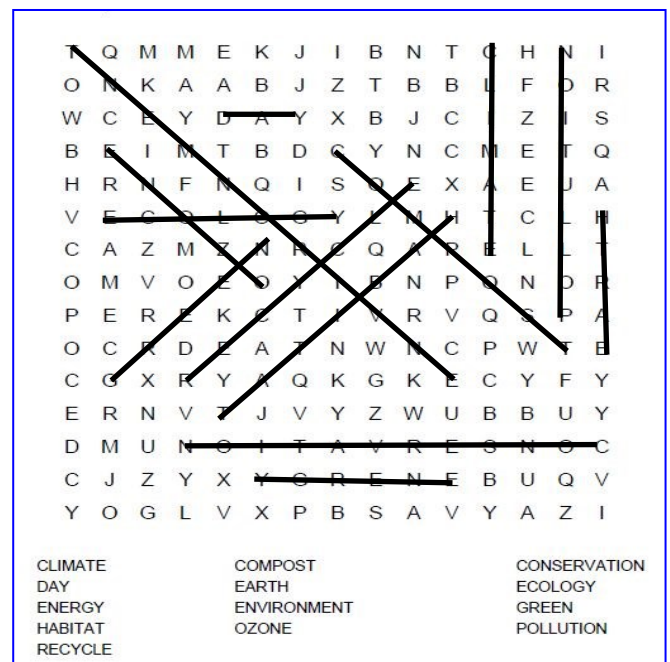 T Q M M E K J I B N T C H N I
O N K A A B J Z T B B L F O R
W C E Y D A Y X B J C I Z I S
B E I M T B D C Y N C M E T Q
H R N F N Q I S O E X A E U A
V E C O L O G Y L M H T C L H
C A Z M Z N R C Q A P E L L T
O M V O E O Y I B N P O N O R
P E R E K C T I V R V Q S P A
O C R D E A T N W N C P W T E
C G X R Y A Q K G K E C Y F Y
E R N V T J V Y Z W U B B U Y
D M U N O I T A V R E S N O C
C J Z Y X Y G R E N E B U Q V
Y O G L V X P B S A V Y A Z I
CLIMATE COMPOST CONSERVATION
DAY EARTH ECOLOGY
ENERGY ENVIRONMENT GREEN
HABITAT OZONE POLLUTION
RECYCLE